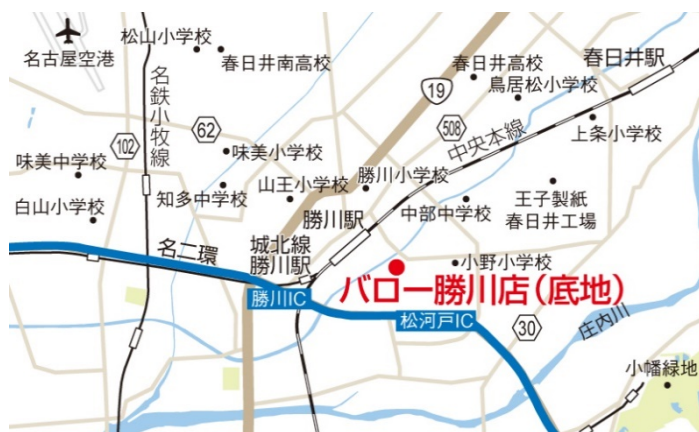 松山小学校
名古屋空港
春日井南高校
名鉄小牧線
19
春日井高校
鳥居松小学校
春日井駅
102
62
508
中央本線
上条小学校
味美中学校
味美小学校
知多中学校
山王小学校
勝川小学校
白山小学校
勝川駅
中部中学校
王子製紙
春日井工場
名二環
城北線
勝川駅
小野小学校
バロー勝川店(底地)
勝川IC
松河戸IC
30
庄内川
小幡緑地